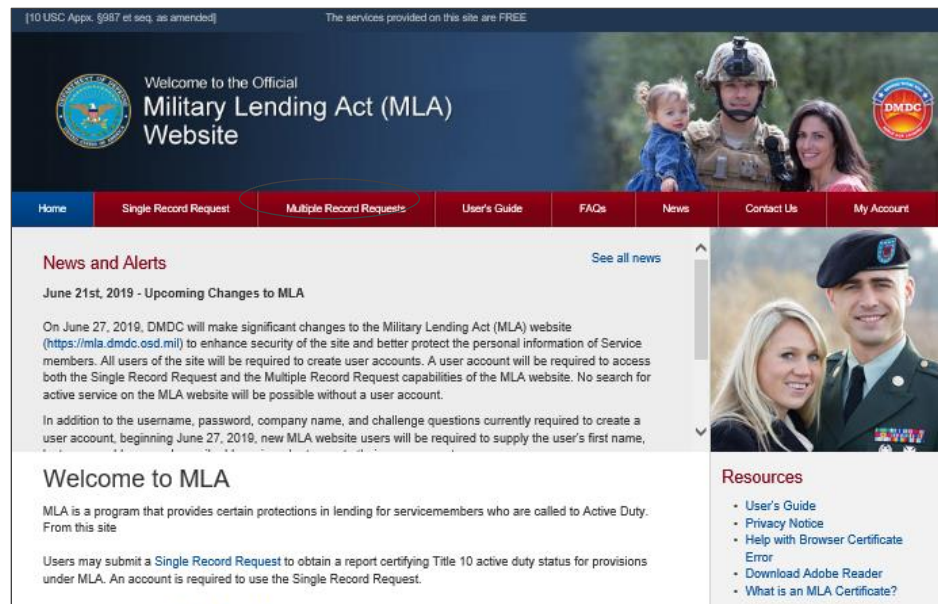 [10 USC Appx. §987 et seq. as amended] The services provided on this site are FREE
Welcome to the Official
Military Lending Act (MLA)
Website
DMDC
Home Single Record Request Multiple Record Requests User's Guide FAQs News Contact Us My Account
News and Alerts
See all news
June 21st, 2019 - Upcoming Changes to MLA
On June 27, 2019, DMDC will make significant changes to the Military Lending Act (MLA) website
(https://mla.dmdc.osd.mil) to enhance security of the site and better protect the personal information of Service
members. All users of the site will be required to create user accounts. A user account will be required to access
both the Single Record Request and the Multiple Record Request capabilities of the MLA website. No search for
active service on the MLA website will be possible without a user account.
In addition to the username, password, company name, and challenge questions currently required to create a
user account, beginning June 27, 2019, new MLA website users will be required to supply the user's first name,
Welcome to MLA
MLA is a program that provides certain protections in lending for servicemembers who are called to Active Duty.
From this site
Users may submit a Single Record Request to obtain a report certifying Title 10 active duty status for provisions
under MLA. An account is required to use the Single Record Request.
Resources
• User's Guide
• Privacy Notice
• Help with Browser Certificate
Error
• Download Adobe Reader
• What is an MLA Certificate?